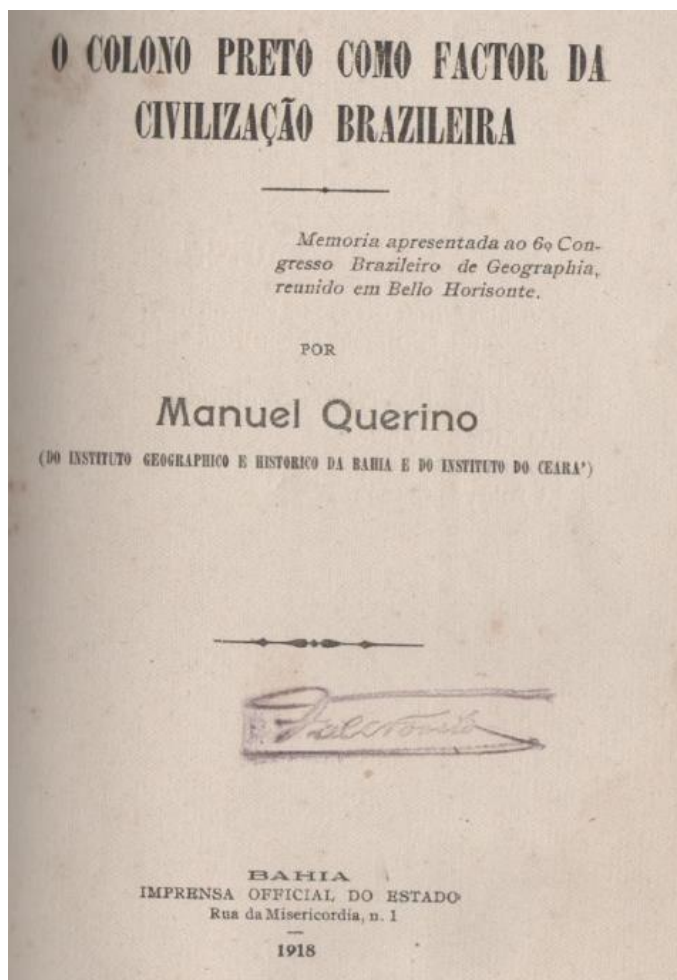 O COLONO PRETO COMO FACTOR DA
CIVILIZAÇÃO BRAZILEIRA
Memoria apresentada ao 6º Con-
gresso Brazileiro de Geographia,
reunido em Bello Horisonte.
POR
Manuel Querino
(DO INSTITUTO GEOGRAPHICO E HISTORICO DA BAHIA E DO INSTITUTO DO CEARA')
BAHIA
IMPRENSA OFFICIAL DO ESTADO
Rua da Misericordia, n. 1
1918